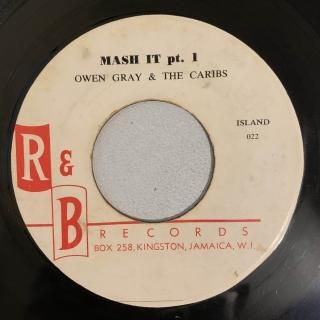 MASH IT pt. 1
OWEN GRAY & THE CARIBS
ISLAND
022
R &
B RECORDS
BOX 258, KINGSTON, JAMAICA, W.I.